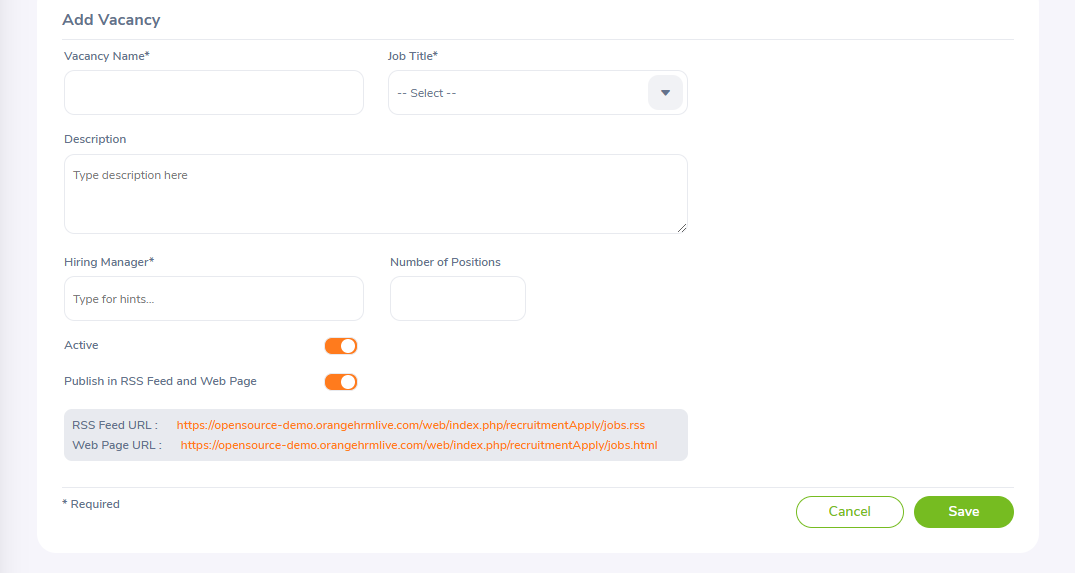 Add Vacancy
Vacancy Name* Job Title*
-- Select --
Description
Type description here
Hiring Manager* Number of Positions
Type for hints...
Active
Publish in RSS Feed and Web Page
RSS Feed URL : https://opensource-demo.orangehrmlive.com/web/index.php/recruitmentApply/jobs.rss
Web Page URL : https://opensource-demo.orangehrmlive.com/web/index.php/recruitmentApply/jobs.html
* Required
Cancel Save